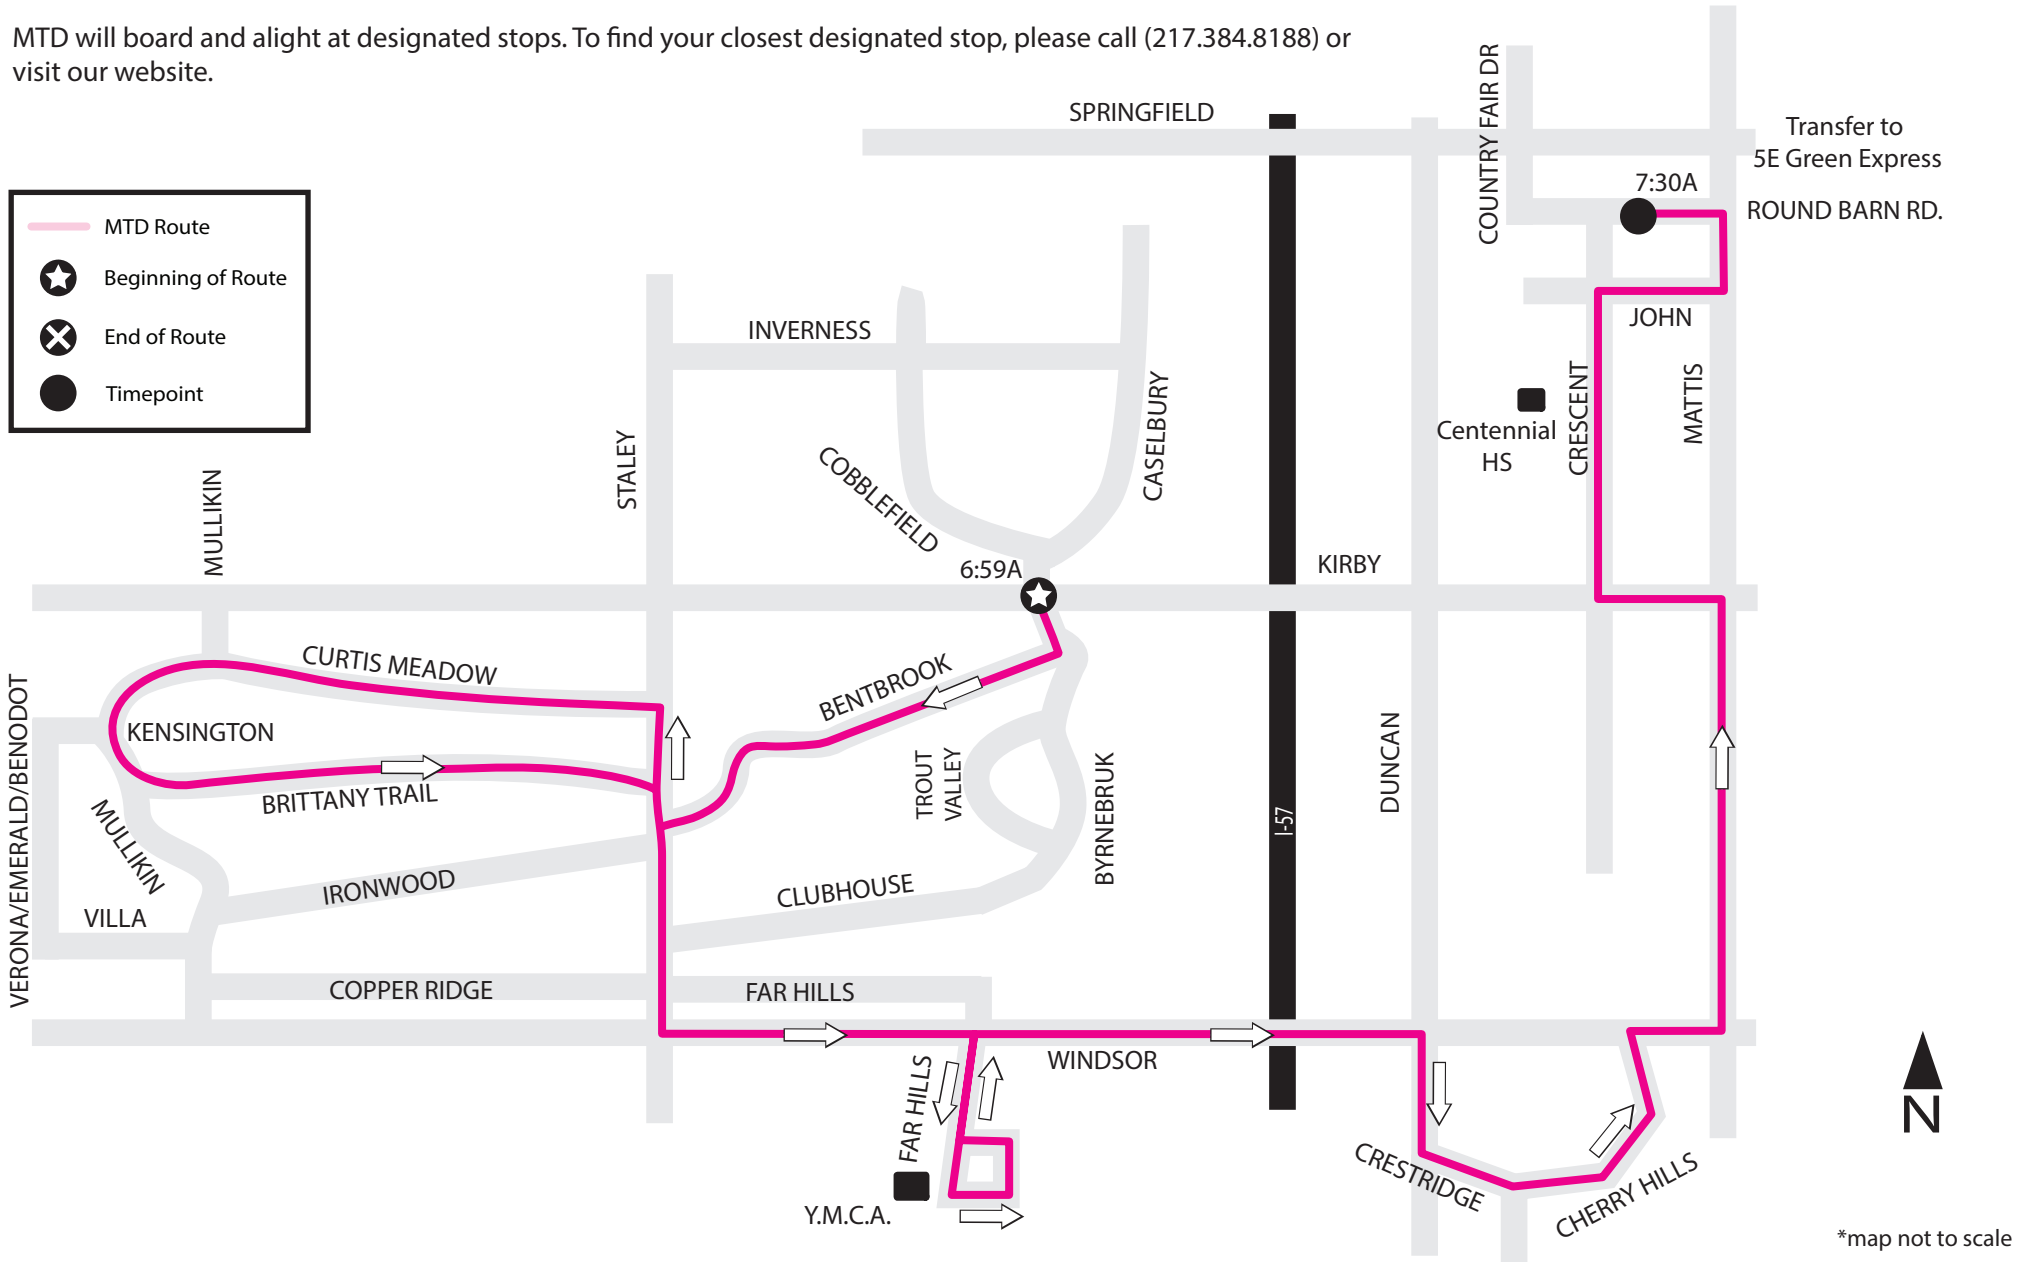 MTD will board and alight at designated stops. To find your closest designated stop, please call (217.384.8188) or
visit our website.
MTD Route
Beginning of Route
End of Route
Timepoint
SPRINGFIELD
COUNTRY FAIR DR
Transfer to
5E Green Express
7:30A
ROUND BARN RD.
JOHN
INVERNESS
CASELBURY
COBBLEFIELD
STALEY
MULLIKIN
Centennial
HS
CRESCENT
MATTIS
6:59A
KIRBY
CURTIS MEADOW
BENTBROOK
KENSINGTON
BRITTANY TRAIL
TROUT
VALLEY
BYRNEBRUK
DUNCAN
I-57
MULLIKIN
VERONA/EMERALD/BENODOT
IRONWOOD
CLUBHOUSE
VILLA
COPPER RIDGE
FAR HILLS
WINDSOR
FAR HILLS
Y.M.C.A.
CRESTRIDGE
CHERRY HILLS
N
*map not to scale